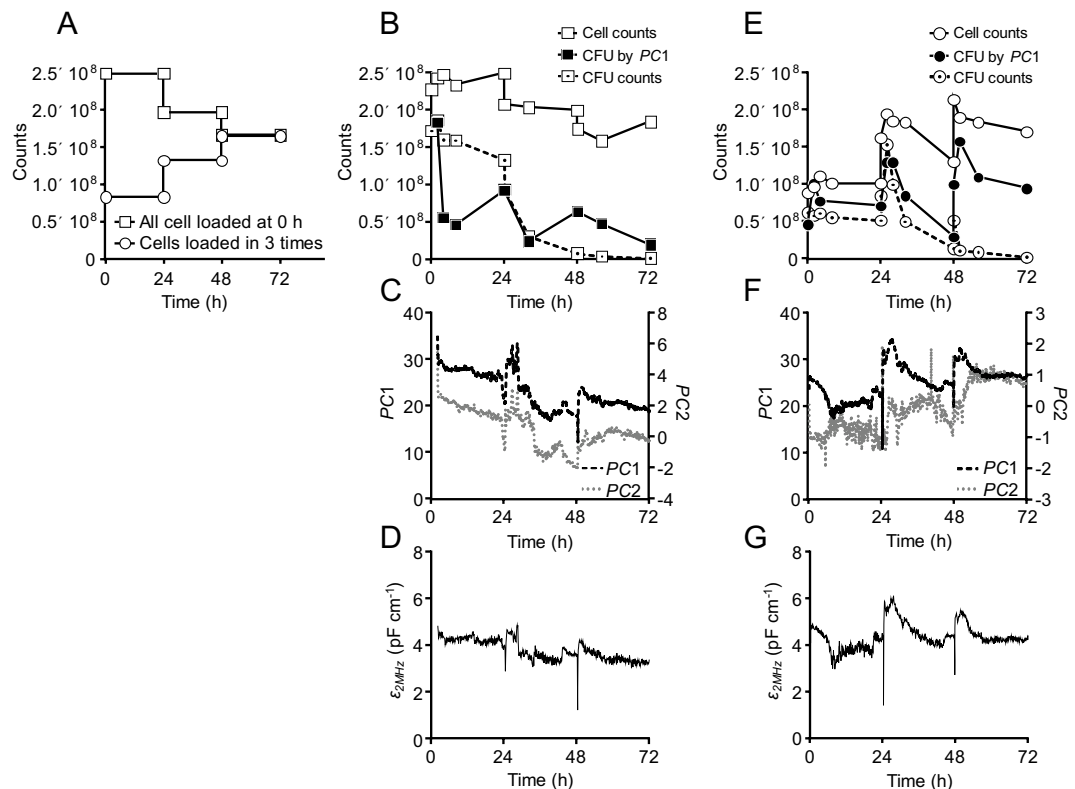 A
B
E
Cell counts
CFU by PC1
CFU counts
Cell counts
CFU by PC1
CFU counts
Counts
2.5´ 10⁸
2.0´ 10⁸
1.5´ 10⁸
1.0´ 10⁸
0.5´ 10⁸
0
All cell loaded at 0 h
Cells loaded in 3 times
0 24 48 72
Time (h)
Counts
2.5´ 10⁸
2.0´ 10⁸
1.5´ 10⁸
1.0´ 10⁸
0.5´ 10⁸
0
0 24 48 72
Time (h)
Counts
2.5´ 10⁸
2.0´ 10⁸
1.5´ 10⁸
1.0´ 10⁸
0.5´ 10⁸
0
0 24 48 72
Time (h)
C
PC1
40
30
20
10
0
PC2
8
6
4
2
0
-2
-4
PC1
PC2
0 24 48 72
Time (h)
F
PC1
40
30
20
10
0
PC2
3
2
1
0
-1
-2
-3
PC1
PC2
0 24 48 72
Time (h)
D
ε2MHz (pF cm⁻¹)
8
6
4
2
0
0 24 48 72
Time (h)
G
ε2MHz (pF cm⁻¹)
8
6
4
2
0
0 24 48 72
Time (h)